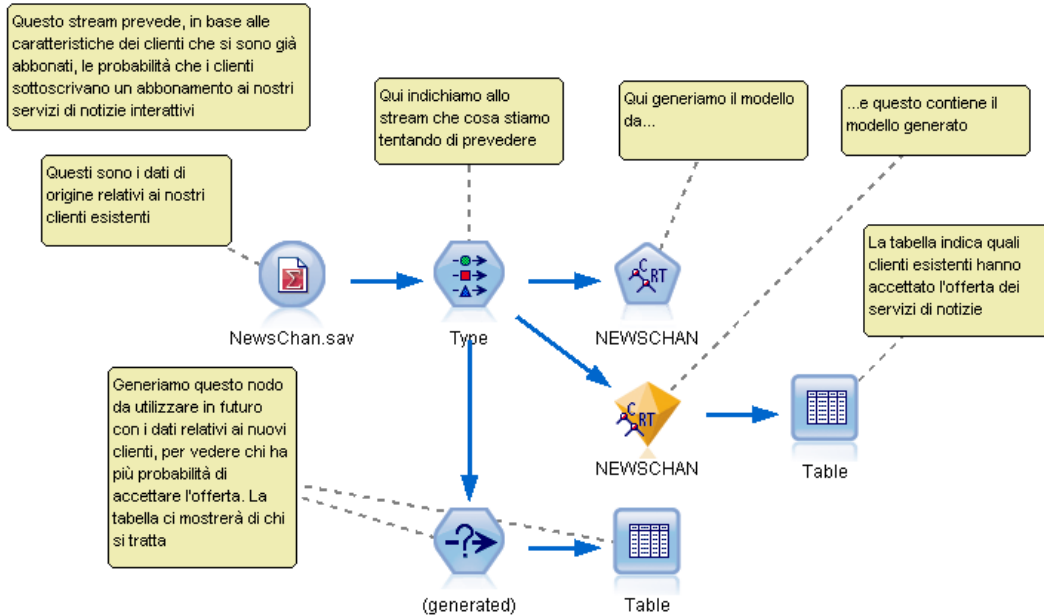 Questo stream prevede, in base alle
caratteristiche dei clienti che si sono già
abbonati, le probabilità che i clienti
sottoscrivano un abbonamento ai nostri
servizi di notizie interattivi
Qui indichiamo allo
stream che cosa stiamo
tentando di prevedere
Qui generiamo il modello
da...
...e questo contiene il
modello generato
Questi sono i dati di
origine relativi ai nostri
clienti esistenti
La tabella indica quali
clienti esistenti hanno
accettato l'offerta dei
servizi di notizie
NewsChan.sav
Type
C RT
NEWSCHAN
Generiamo questo nodo
da utilizzare in futuro
con i dati relativi ai nuovi
clienti, per vedere chi ha
più probabilità di
accettare l'offerta. La
tabella ci mostrerà di chi
si tratta
C RT
NEWSCHAN
Table
(generated)
Table